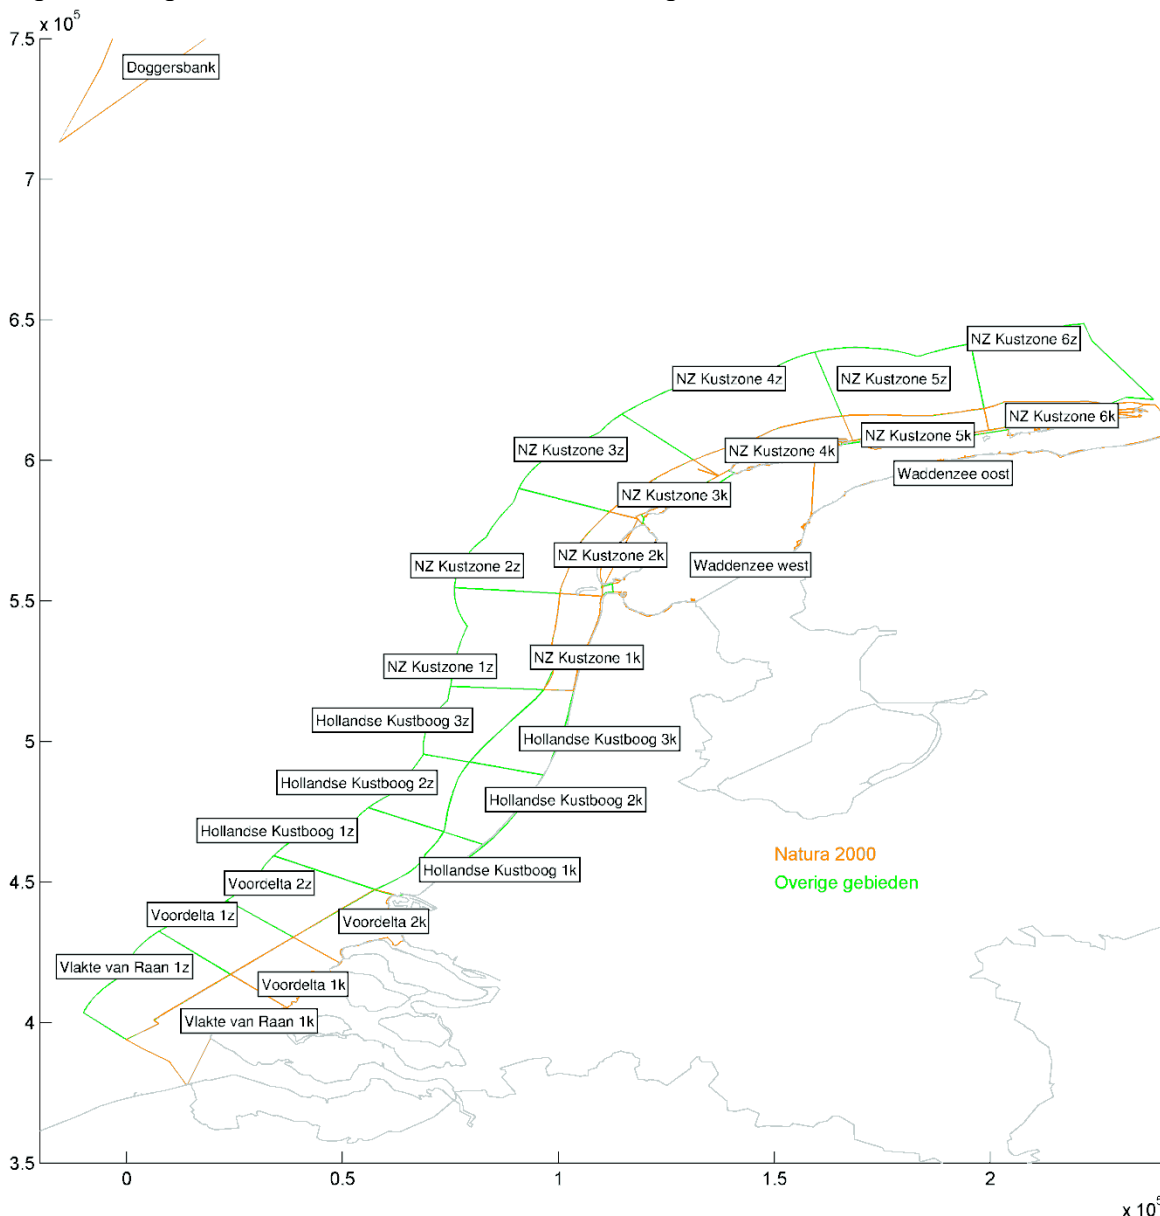 x 10⁵
7.5
Doggersbank
7
6.5
NZ Kustzone 6z
NZ Kustzone 4z
NZ Kustzone 5z
NZ Kustzone 6k
NZ Kustzone 5k
NZ Kustzone 3z
NZ Kustzone 4k
6
Waddenzee oost
NZ Kustzone 3k
NZ Kustzone 2k
NZ Kustzone 2z
Waddenzee west
5.5
NZ Kustzone 1k
NZ Kustzone 1z
Hollandse Kustboog 3z
Hollandse Kustboog 3k
5
Hollandse Kustboog 2z
Hollandse Kustboog 2k
Hollandse Kustboog 1z
Natura 2000
Hollandse Kustboog 1k
Overige gebieden
4.5
Voordelta 2z
Voordelta 1z
Voordelta 2k
Vlakte van Raan 1z
Voordelta 1k
Vlakte van Raan 1k
4
3.5
0 0.5 1 1.5 2
x 10⁵